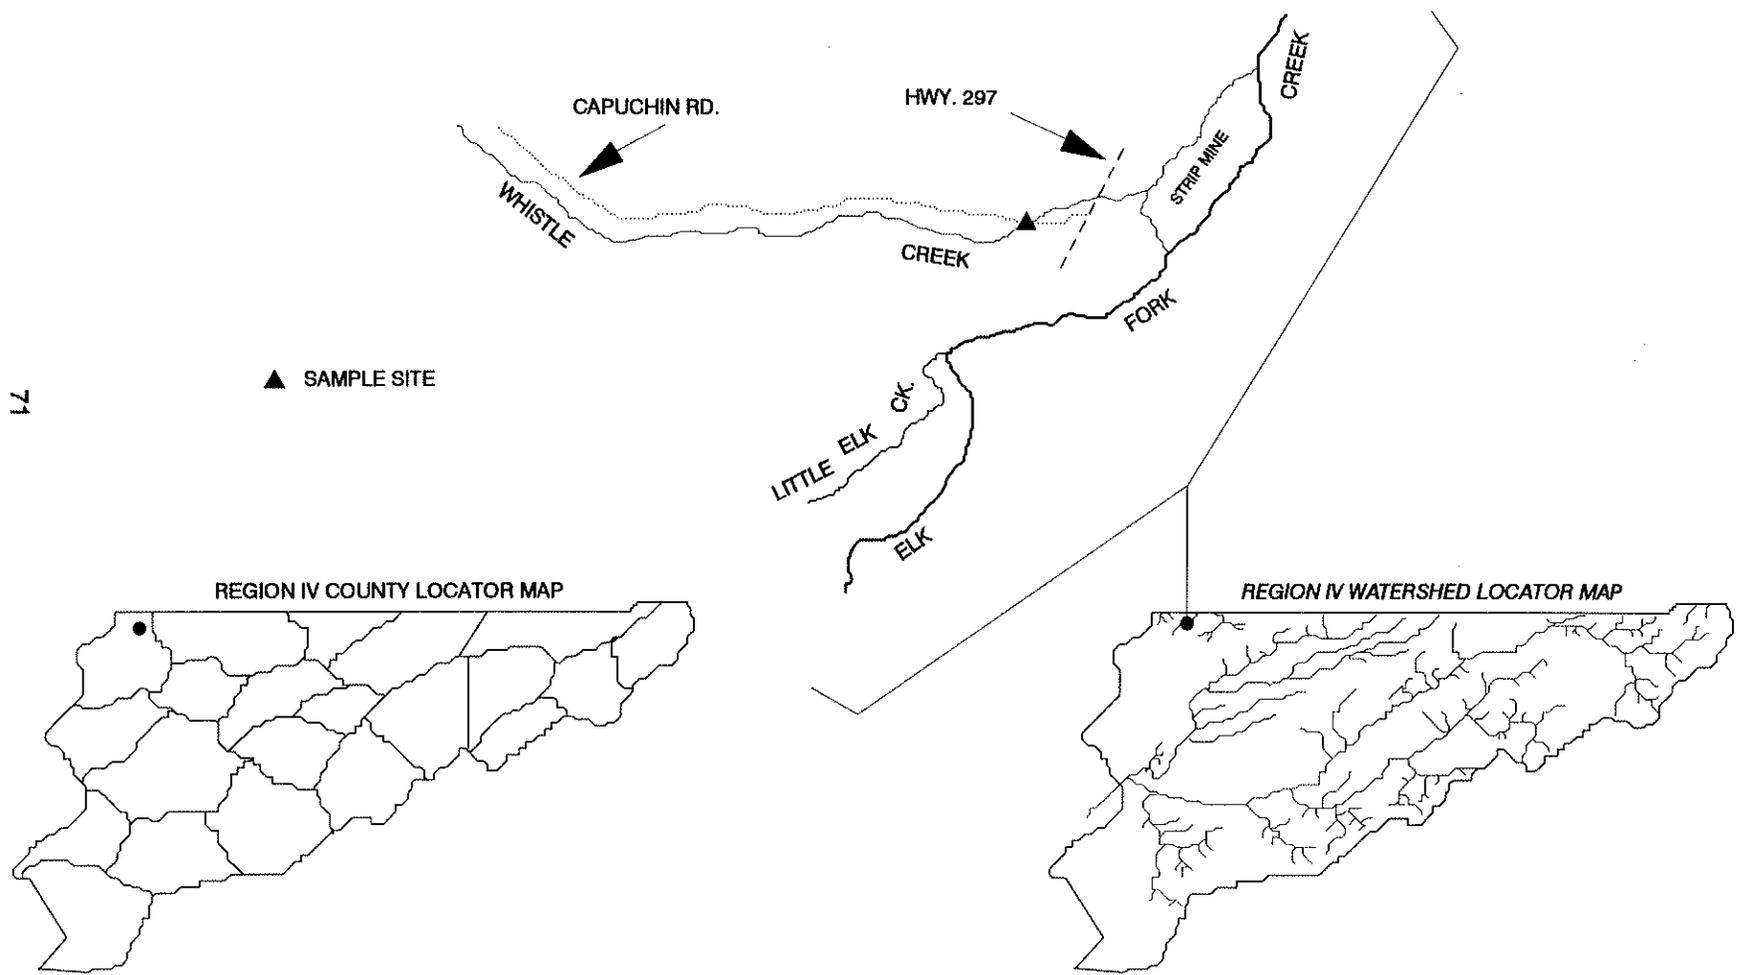 CREEK
HWY. 297
CAPUCHIN RD.
STRIP MINE
WHISTLE
CREEK
FORK
▲ SAMPLE SITE
71
CK.
ELK
LITTLE
ELK
REGION IV COUNTY LOCATOR MAP
REGION IV WATERSHED LOCATOR MAP